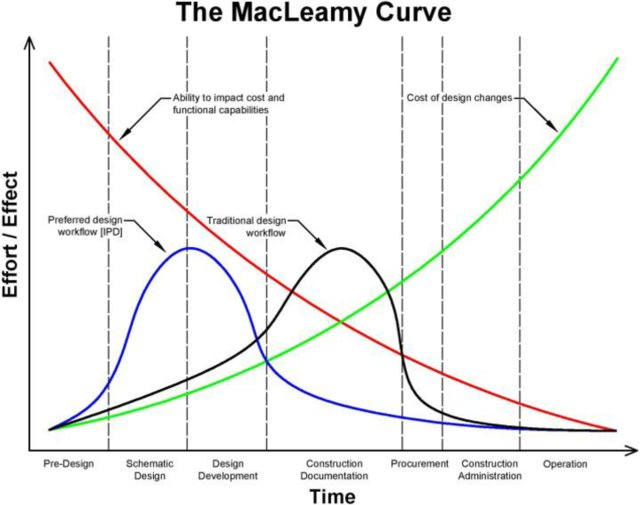 The MacLeamy Curve
Ability to impact cost and
functional capabilities
Cost of design changes
Preferred design
workflow [IPD]
Traditional design
workflow
Effort / Effect
Pre-Design
Schematic
Design
Design
Development
Construction
Documentation
Procurement
Construction
Administration
Operation
Time